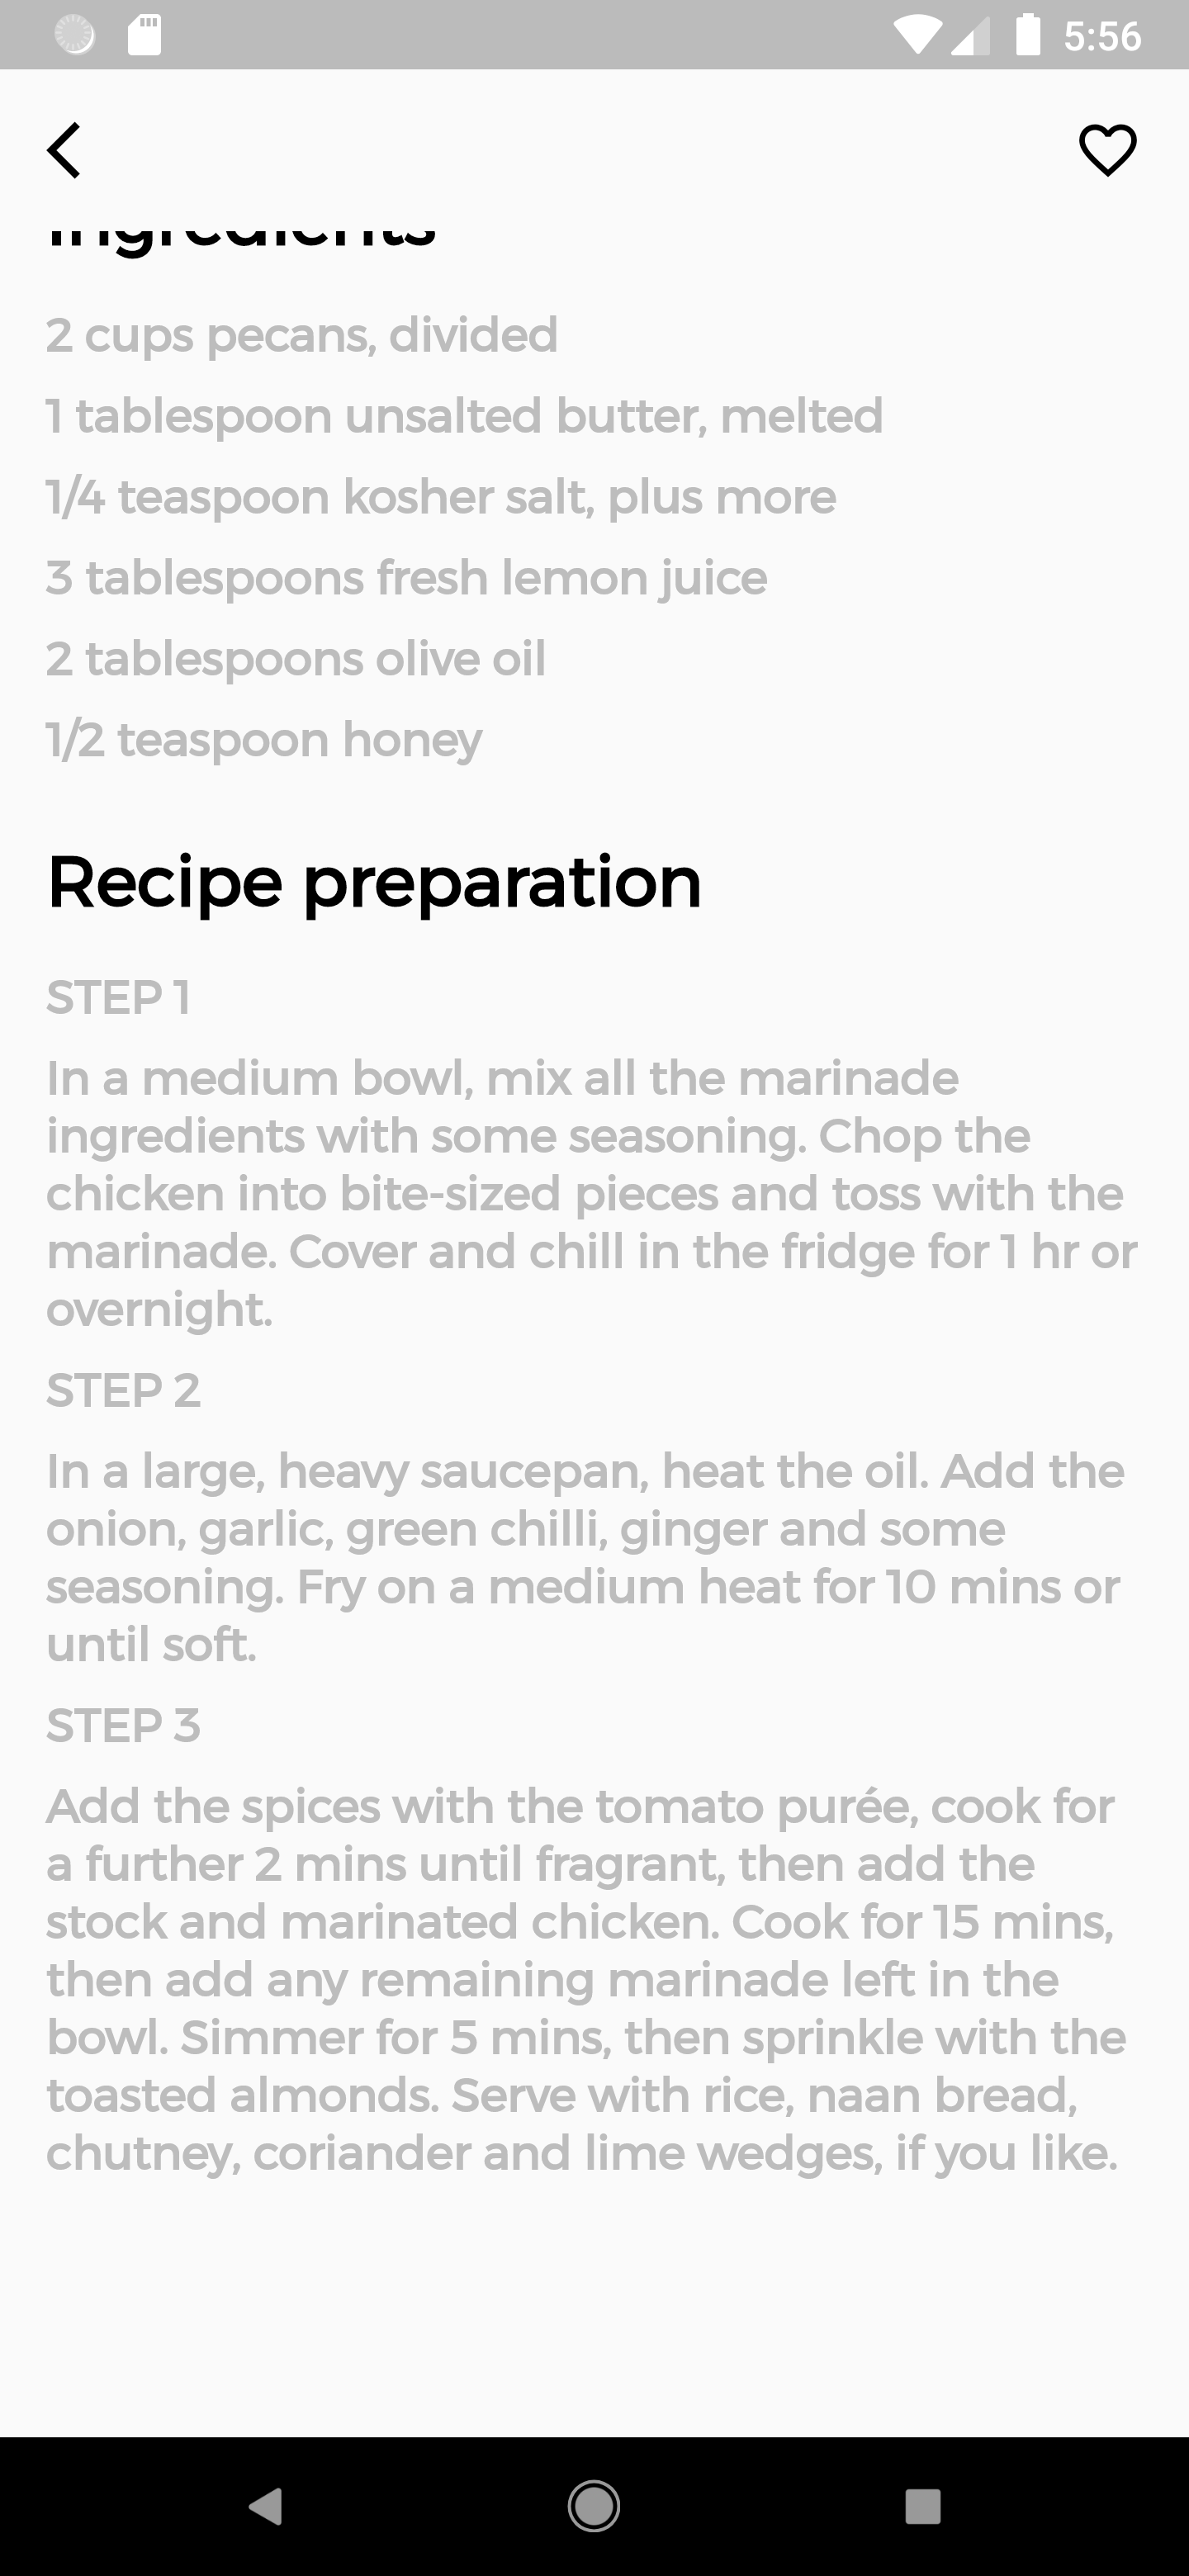 5:56
Ingredients
2 cups pecans, divided
1 tablespoon unsalted butter, melted
1/4 teaspoon kosher salt, plus more
3 tablespoons fresh lemon juice
2 tablespoons olive oil
1/2 teaspoon honey
Recipe preparation
STEP 1
In a medium bowl, mix all the marinade
ingredients with some seasoning. Chop the
chicken into bite-sized pieces and toss with the
marinade. Cover and chill in the fridge for 1 hr or
overnight.
STEP 2
In a large, heavy saucepan, heat the oil. Add the
onion, garlic, green chilli, ginger and some
seasoning. Fry on a medium heat for 10 mins or
until soft.
STEP 3
Add the spices with the tomato purée, cook for
a further 2 mins until fragrant, then add the
stock and marinated chicken. Cook for 15 mins,
then add any remaining marinade left in the
bowl. Simmer for 5 mins, then sprinkle with the
toasted almonds. Serve with rice, naan bread,
chutney, coriander and lime wedges, if you like.